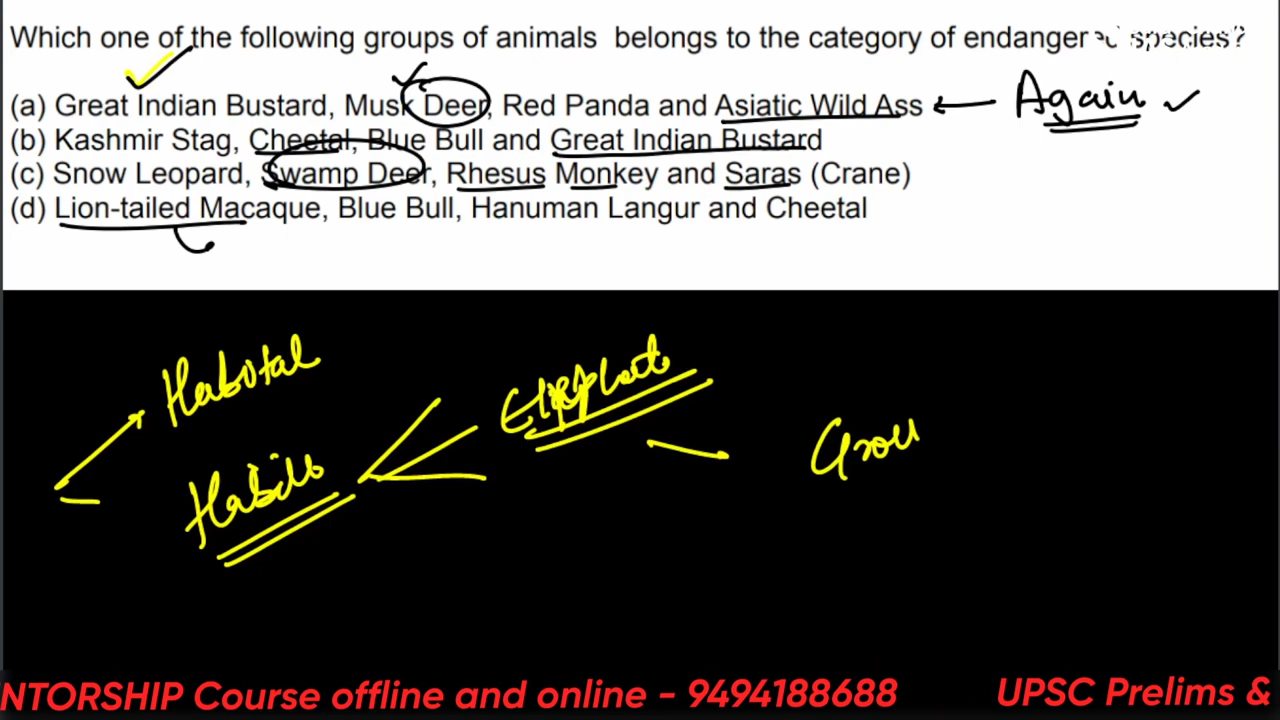 Which one of the following groups of animals belongs to the category of endangered species?
(a) Great Indian Bustard, Musk Deer, Red Panda and Asiatic Wild Ass
Again
(b) Kashmir Stag, Cheetal, Blue Bull and Great Indian Bustard
(c) Snow Leopard, Swamp Deer, Rhesus Monkey and Saras (Crane)
(d) Lion-tailed Macaque, Blue Bull, Hanuman Langur and Cheetal
Habital
Grou
NTORSHIP Course offline and online - 9494188688 UPSC Prelims &